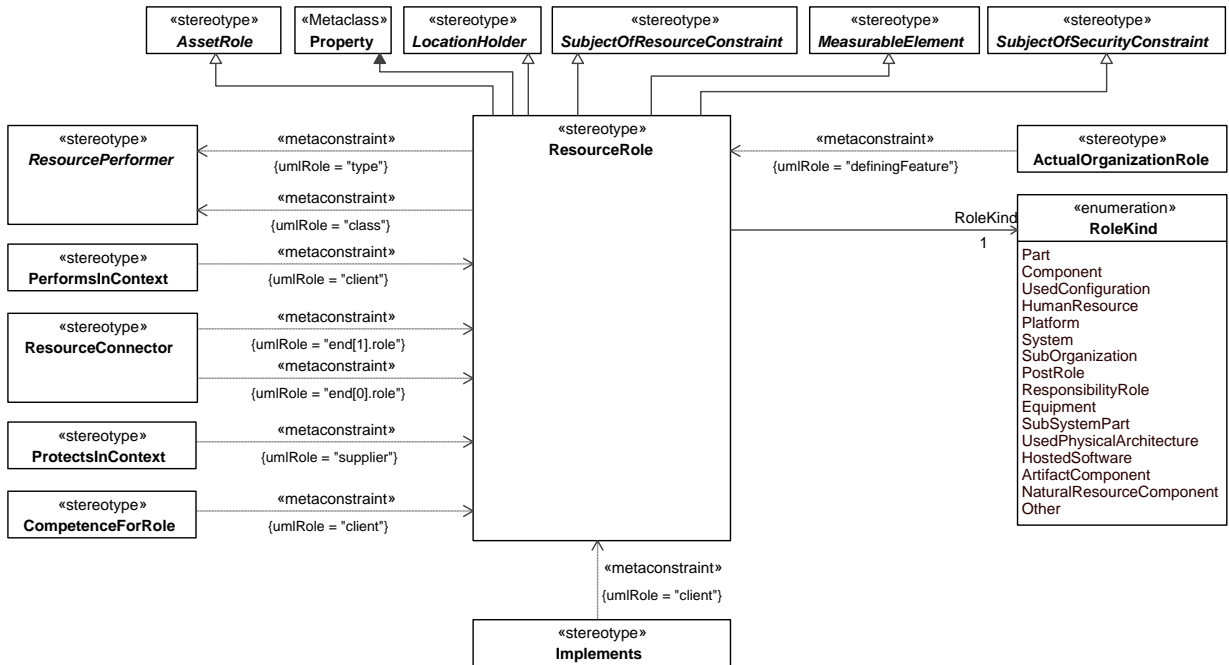 «stereotype»
AssetRole
«Metaclass»
Property
«stereotype»
LocationHolder
«stereotype»
SubjectOfResourceConstraint
«stereotype»
MeasurableElement
«stereotype»
SubjectOfSecurityConstraint
«stereotype»
ResourcePerformer
«metaconstraint»
{umlRole = "type"}
«metaconstraint»
{umlRole = "class"}
«stereotype»
ResourceRole
«metaconstraint»
{umlRole = "definingFeature"}
«stereotype»
ActualOrganizationRole
«stereotype»
PerformsInContext
«metaconstraint»
{umlRole = "client"}
RoleKind
1
«enumeration»
RoleKind
Part
Component
UsedConfiguration
HumanResource
Platform
System
SubOrganization
PostRole
ResponsibilityRole
Equipment
SubSystemPart
UsedPhysicalArchitecture
HostedSoftware
ArtifactComponent
NaturalResourceComponent
Other
«stereotype»
ResourceConnector
«metaconstraint»
{umlRole = "end[1].role"}
«metaconstraint»
{umlRole = "end[0].role"}
«stereotype»
ProtectsInContext
«metaconstraint»
{umlRole = "supplier"}
«stereotype»
CompetenceForRole
«metaconstraint»
{umlRole = "client"}
«metaconstraint»
{umlRole = "client"}
«stereotype»
Implements